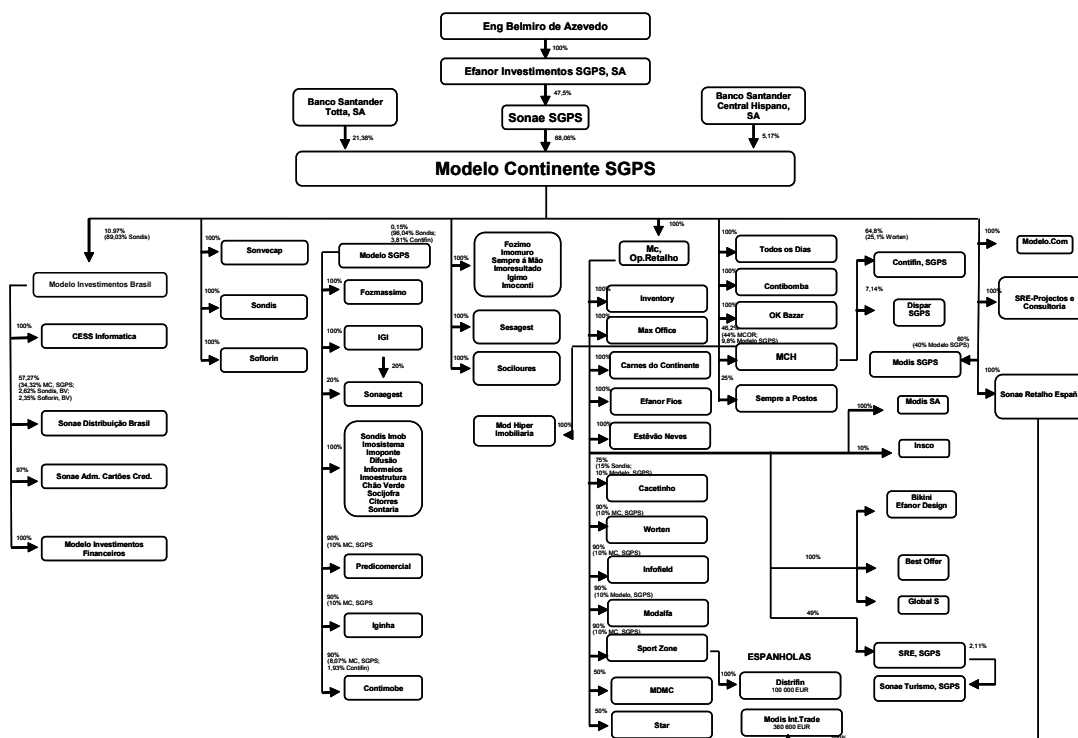 Eng Belmiro de Azevedo
100%
Efanor Investimentos SGPS, SA
47,5%
Banco Santander
Totta, SA
Sonae SGPS
Banco Santander
Central Hispano,
SA
21,38%
68,06%
5,17%
Modelo Continente SGPS
10,97%
(89,03% Sondis)
Modelo Investimentos Brasil
100%
CESS Informatica
57,27%
(34,32% MC, SGPS;
2,62% Sondis, BV;
2,35% Soflorin, BV)
Sonae Distribuição Brasil
97%
Sonae Adm. Cartões Cred.
100%
Modelo Investimentos
Financeiros
100%
Sonvecap
100%
Sondis
100%
Soflorin
0,15%
(96,04% Sondis;
3,81% Contifin)
Modelo SGPS
100%
Fozmassimo
100%
IGI
20%
20%
Sonaegest
100%
Sondis Imob
Imosistema
Imoponte
Difusão
Informeios
Imoestrutura
Chão Verde
Socijofra
Citorres
Sontaria
90%
(10% MC, SGPS
Predicomercial
90%
(10% MC, SGPS
Iginha
90%
(8,07% MC, SGPS;
1,93% Contifin)
Contimobe
100%
Fozimo
Imomuro
Sempre á Mão
Imoresultado
Igimo
Imoconti
100%
Sesagest
100%
Sociloures
100%
Mc,
Op.Retalho
100%
Inventory
100%
Max Office
100%
Carnes do Continente
100%
Efanor Fios
100%
Estêvão Neves
Mod Hiper
Imobiliaria
100%
75%
(15% Sondis;
10% Modelo, SGPS)
Cacetinho
90%
(10% MC, SGPS)
Worten
90%
(10% MC, SGPS)
Infofield
90%
(10% Modelo, SGPS)
Modalfa
90%
(10% MC, SGPS)
Sport Zone
50%
MDMC
50%
Star
100%
Todos os Dias
100%
Contibomba
100%
OK Bazar
46,2%
(44% MCOR;
9,8% Modelo SGPS)
MCH
25%
Sempre a Postos
64,8%
(25,1% Worten)
Contifin, SGPS
7,14%
Dispar
SGPS
60%
(40% Modelo SGPS)
Modis SGPS
100%
Modelo.Com
100%
SRE-Projectos e
Consultoria
100%
Sonae Retalho Españ
100%
Modis SA
10%
Insco
Bikini
Efanor Design
100%
Best Offer
Global S
49%
SRE, SGPS
2,11%
Sonae Turismo, SGPS
ESPANHOLAS
100%
Distrifin
100 000 EUR
Modis Int.Trade
360 600 EUR